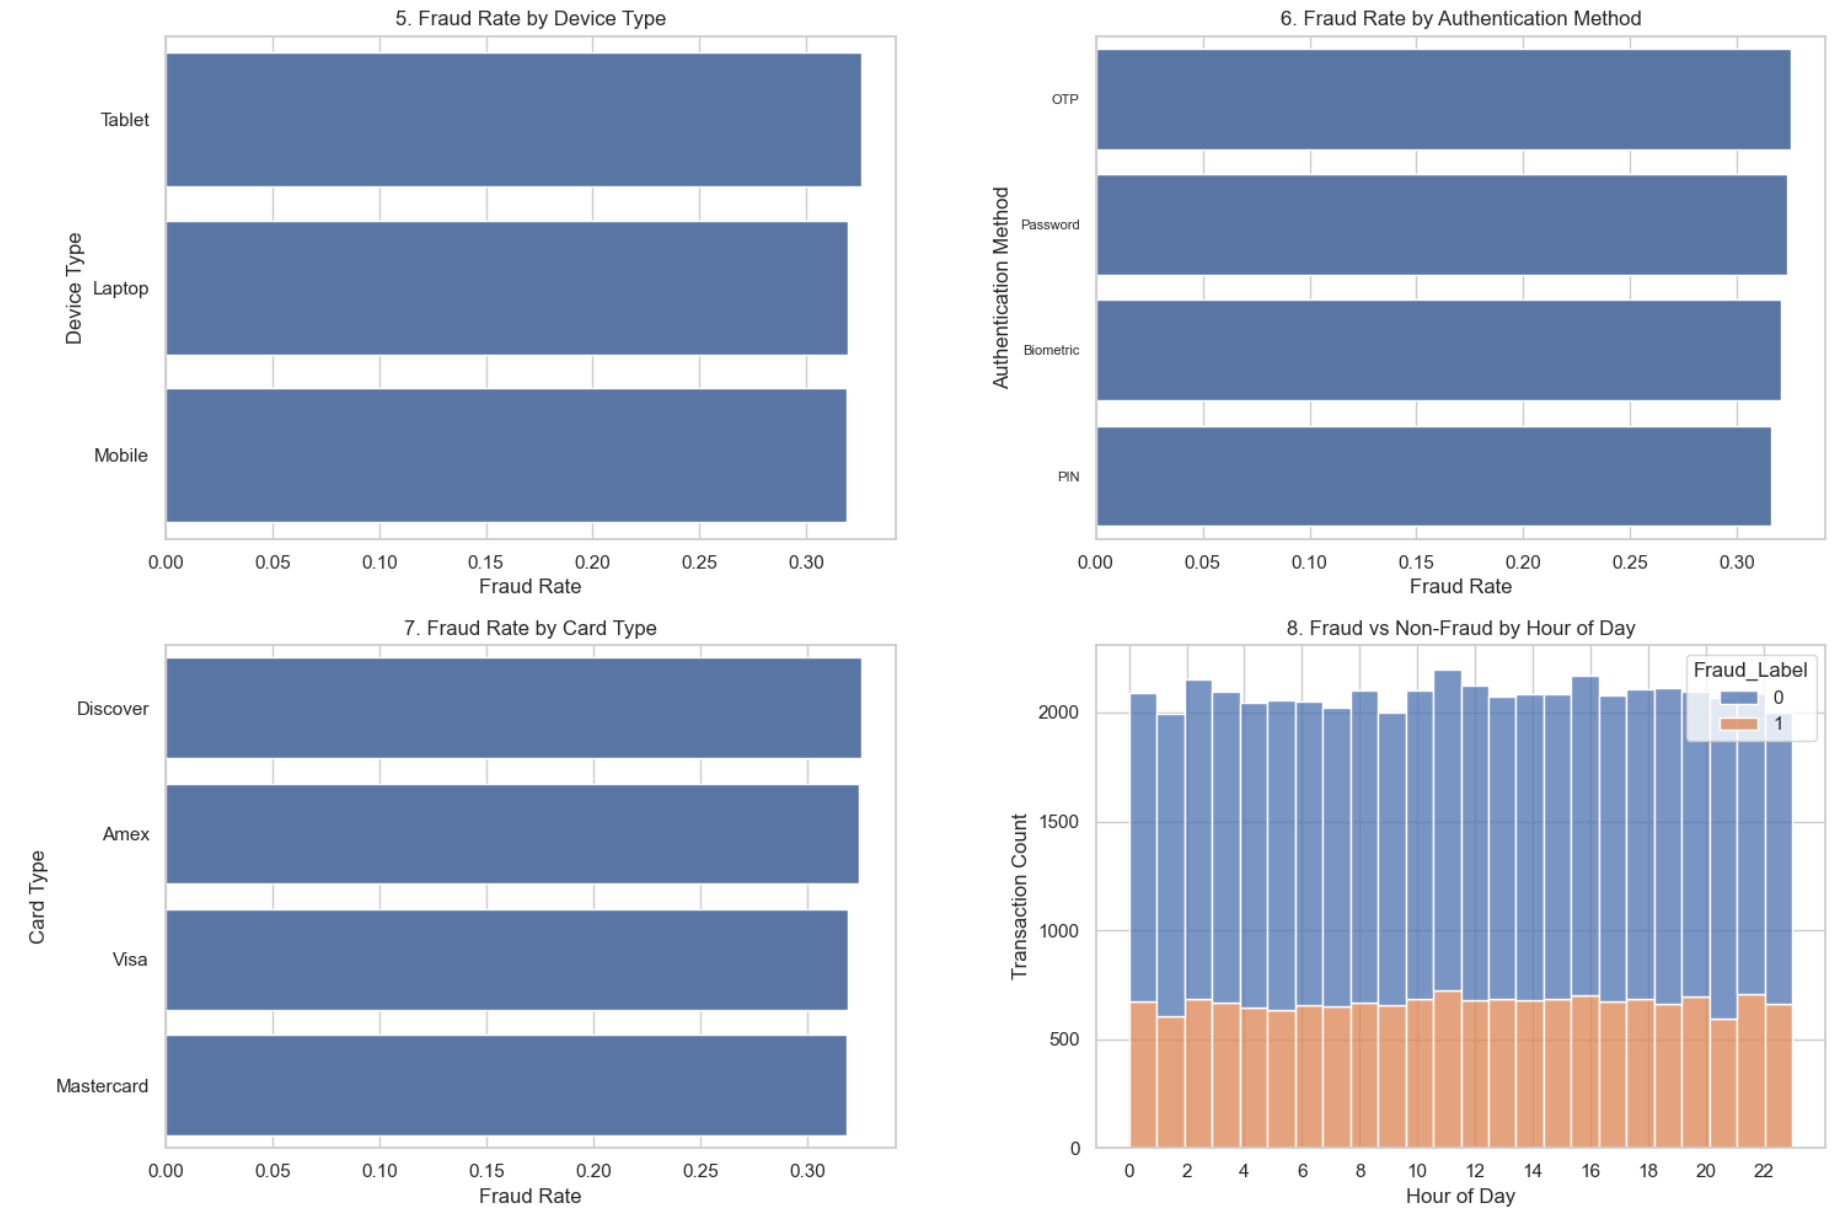 5. Fraud Rate by Device Type
Device Type
Tablet
Laptop
Mobile
0.00 0.05 0.10 0.15 0.20 0.25 0.30
Fraud Rate
6. Fraud Rate by Authentication Method
Authentication Method
OTP
Password
Biometric
PIN
0.00 0.05 0.10 0.15 0.20 0.25 0.30
Fraud Rate
7. Fraud Rate by Card Type
Card Type
Discover
Amex
Visa
Mastercard
0.00 0.05 0.10 0.15 0.20 0.25 0.30
Fraud Rate
8. Fraud vs Non-Fraud by Hour of Day
Fraud_Label
0
1
Transaction Count
2000
1500
1000
500
0
0 2 4 6 8 10 12 14 16 18 20 22
Hour of Day